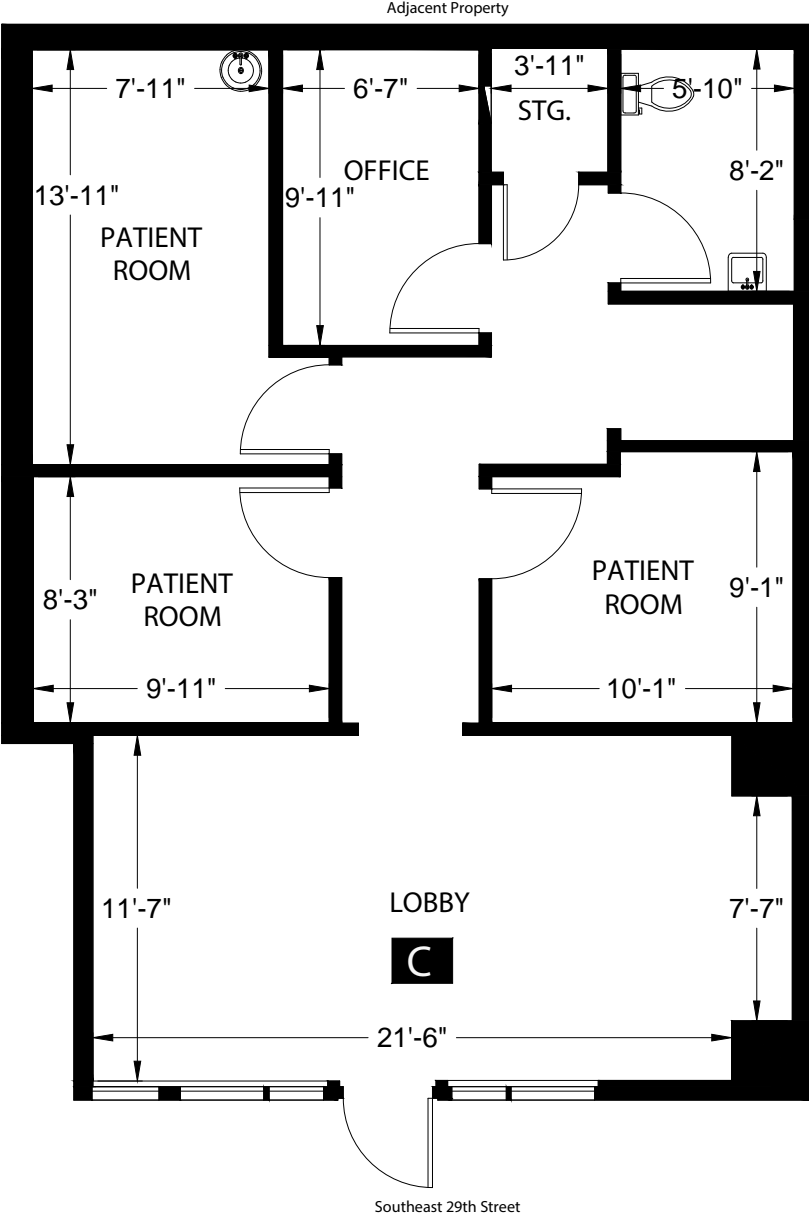 Adjacent Property
7'-11"
6'-7"
3'-11"
5'-10"
STG.
OFFICE
8'-2"
13'-11"
9'-11"
PATIENT
ROOM
8'-3"
PATIENT
ROOM
9'-11"
PATIENT
ROOM
9'-1"
10'-1"
11'-7"
LOBBY
7'-7"
C
21'-6"
Southeast 29th Street